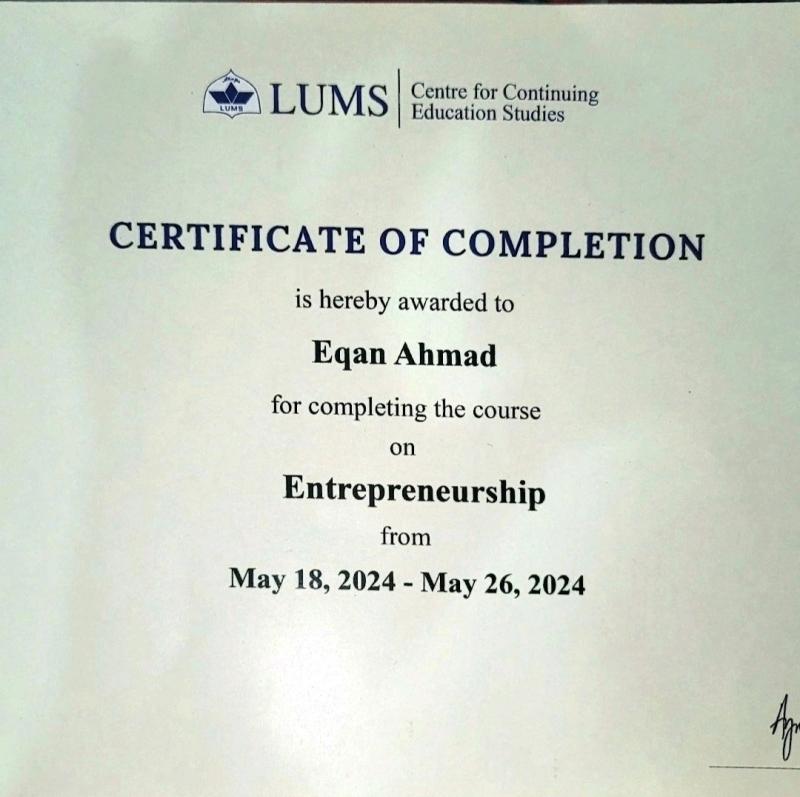 LUMS
LUMS
Centre for Continuing
Education Studies
CERTIFICATE OF COMPLETION
is hereby awarded to
Eqan Ahmad
for completing the course
on
Entrepreneurship
from
May 18, 2024 - May 26, 2024